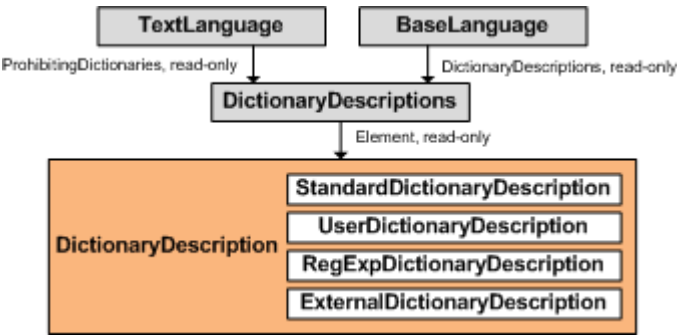 TextLanguage
BaseLanguage
ProhibitingDictionaries, read-only
DictionaryDescriptions, read-only
DictionaryDescriptions
Element, read-only
DictionaryDescription
StandardDictionaryDescription
UserDictionaryDescription
RegExpDictionaryDescription
ExternalDictionaryDescription